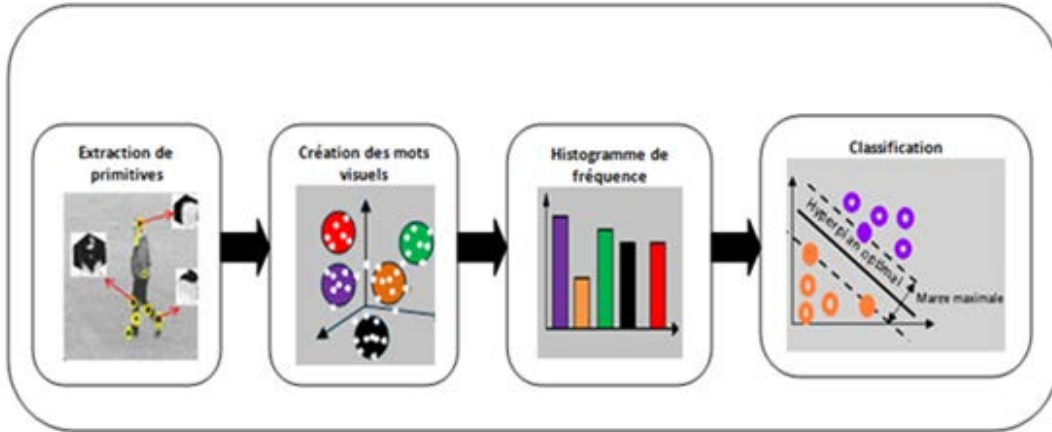 Extraction de
primitives
Création des mots
visuels
Histogramme de
fréquence
Classification
Hyperplan optimal
Marge maximale